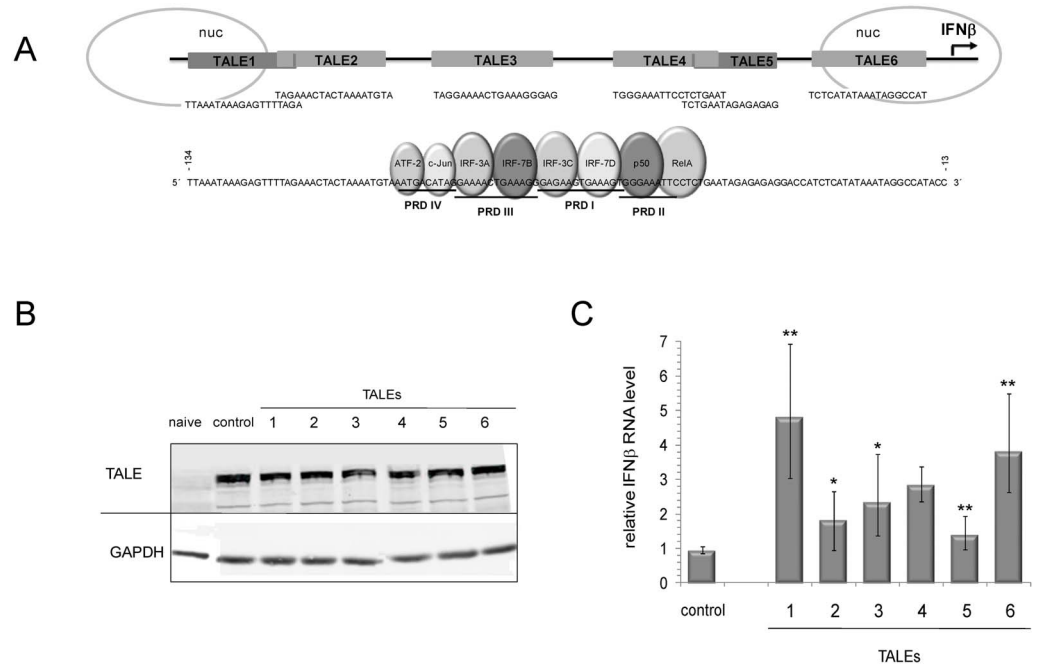 A
nuc
nuc
IFNβ
TALE1
TALE2
TALE3
TALE4
TALE5
TALE6
TAGAAACTACTAAAATGTA
TAGGAAAACTGAAAGGGAG
TGGGAAATTCCTCTGAAT
TCTCATATAAATAGGCCAT
TTAAATAAAGAGTTTTAGA
TCTGAATAGAGAGAG
-134
ATF-2
c-Jun
IRF-3A
IRF-7B
IRF-3C
IRF-7D
p50
RelA
-13
5´ TTAAATAAAGAGTTTTAGAAACTACTAAAATGTAAATGACATAGGAAAACTGAAAGGGAGAAGTGAAAGTGGGAAATTCCTCTGAATAGAGAGAGGACCATCTCATATAAATAGGCCATACC 3´
PRD IV
PRD III
PRD I
PRD II
B
TALEs
naive control 1 2 3 4 5 6
TALE
GAPDH
C
relative IFNβ RNA level
7
6
5
4
3
2
1
0
**
*
*
**
**
control 1 2 3 4 5 6
TALEs